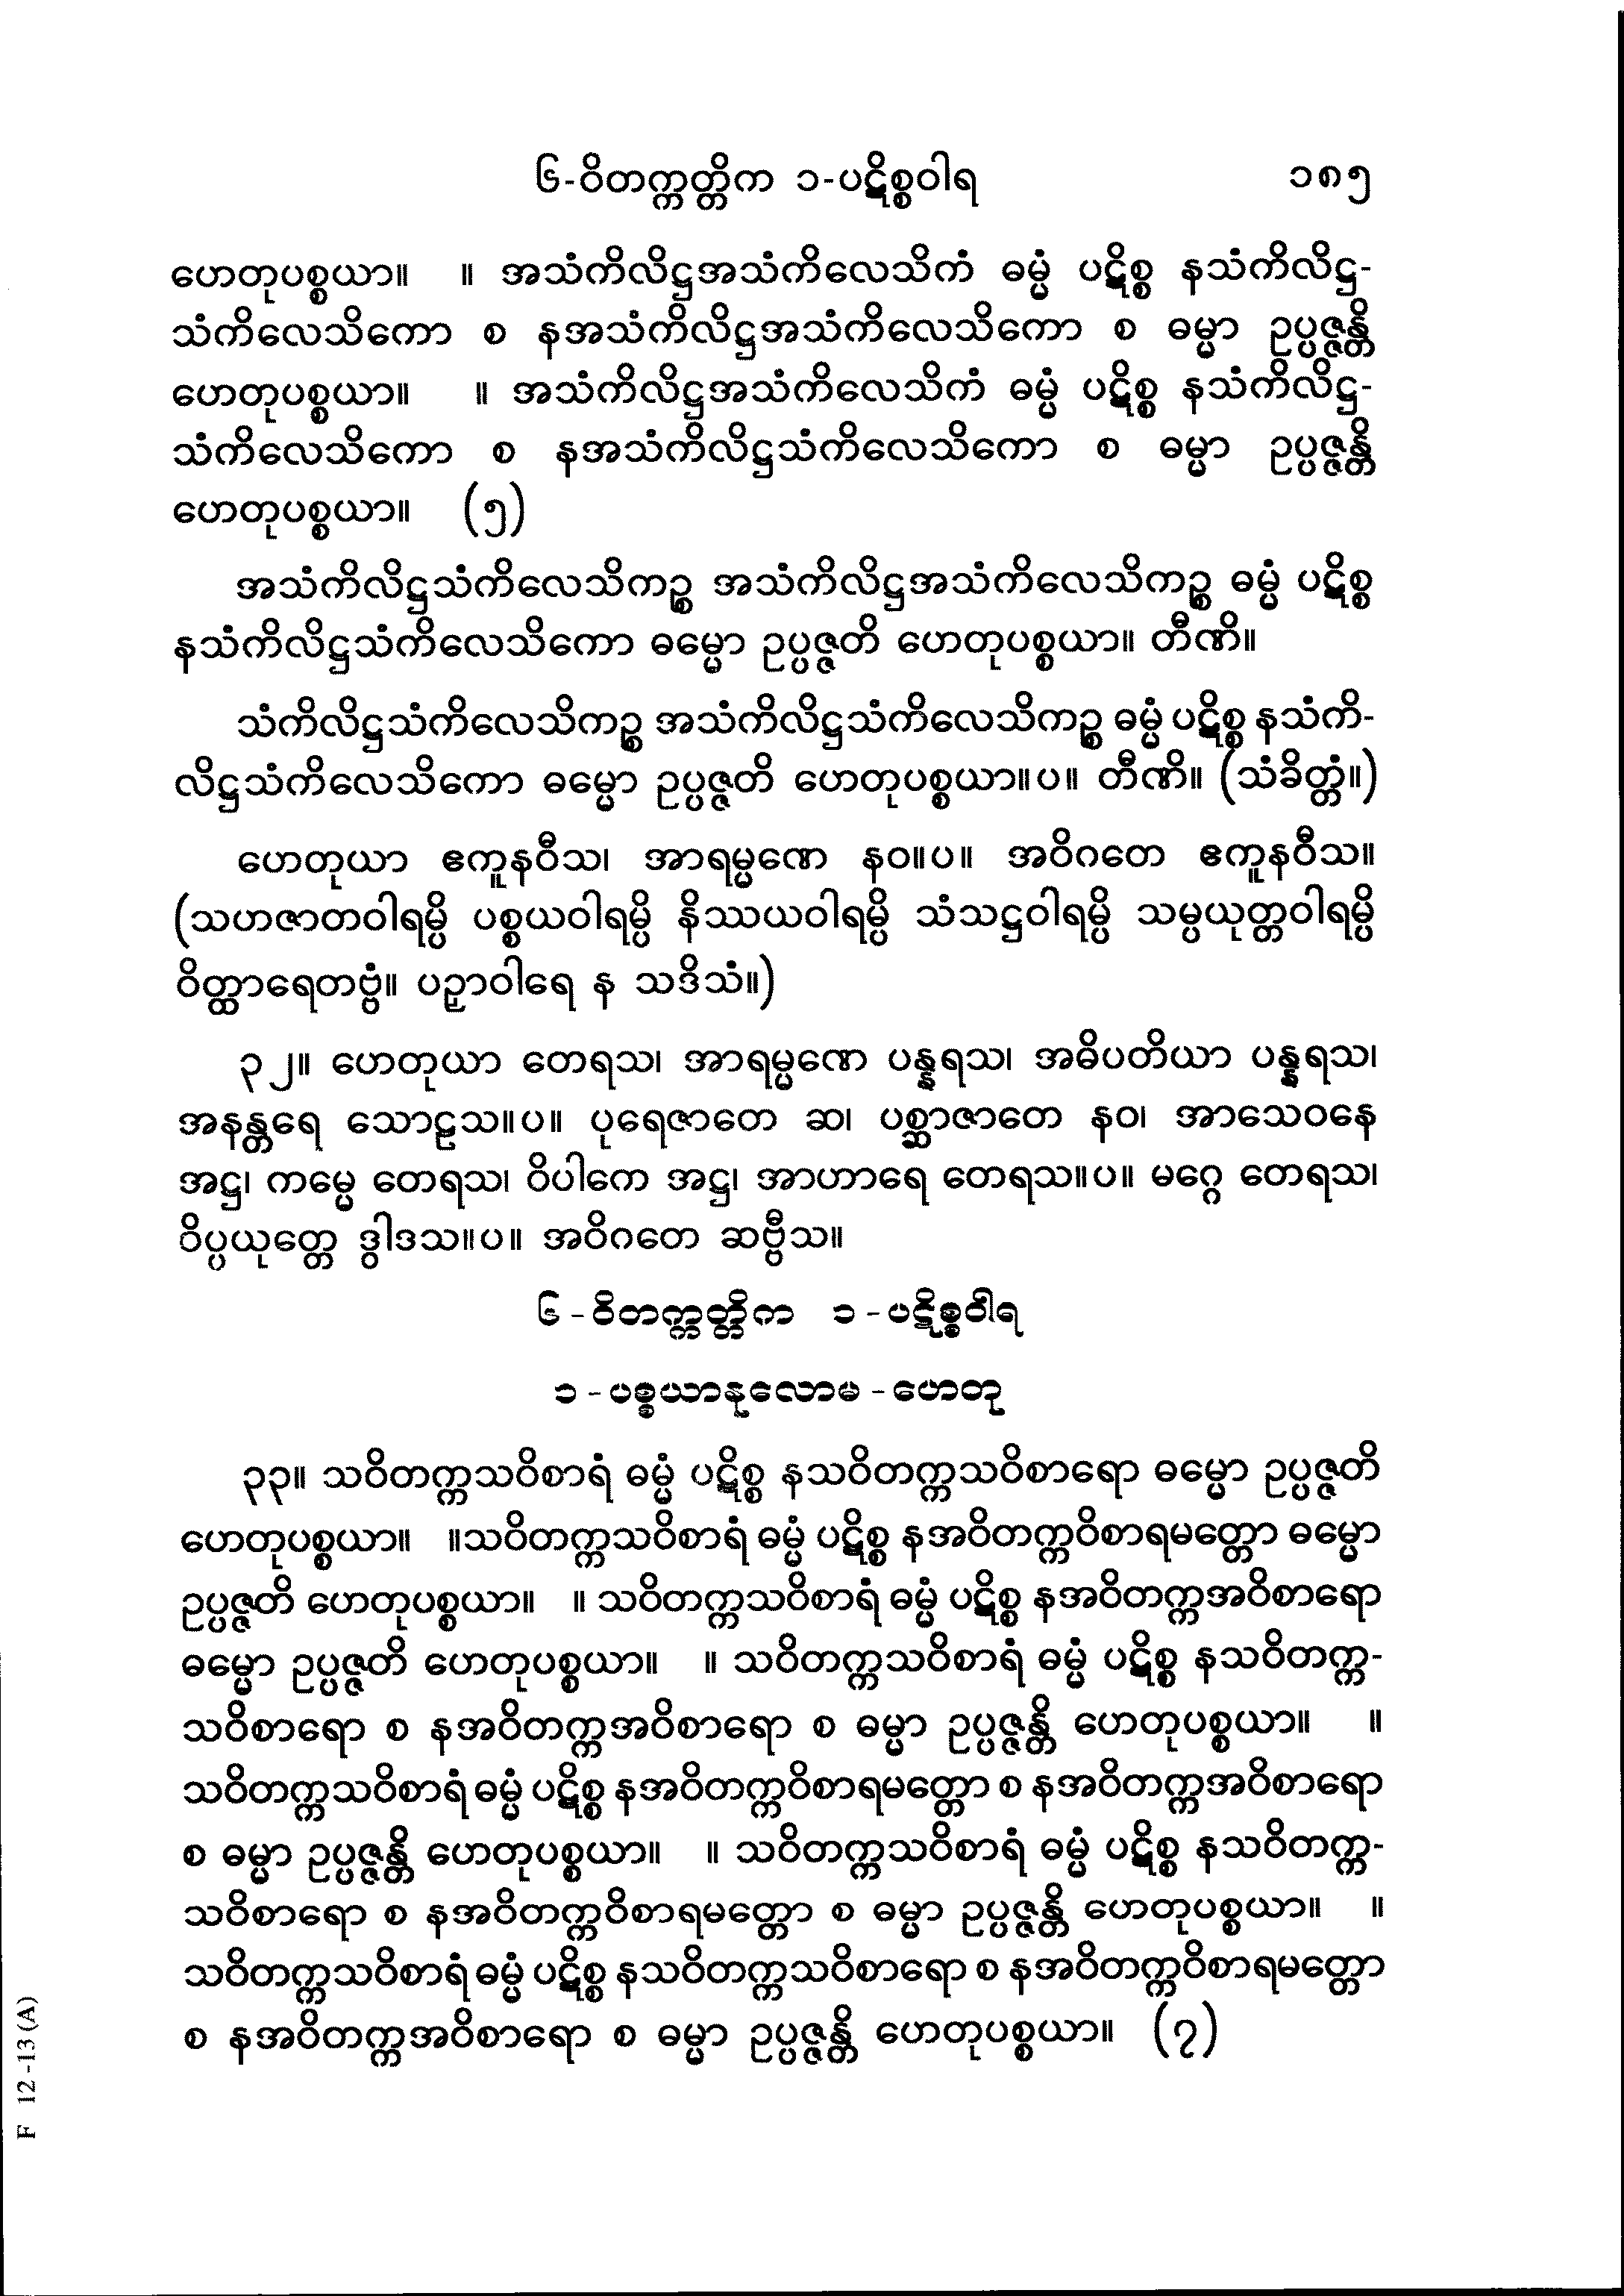 ၆-ဝိတက္ကတ္တိက ၁-ပဋိစ္စဝါရ ၁၈၅
ဟေတုပစ္စယာ။ ။ အသံကိလိဋ္ဌအသံကိလေသိကံ ဓမ္မံ ပဋိစ္စ နသံကိလိဋ္ဌ-
သံကိလေသိကော စ နအသံကိလိဋ္ဌအသံကိလေသိကော စ ဓမ္မာ ဥပ္ပဇ္ဇန္တိ
ဟေတုပစ္စယာ။ ။ အသံကိလိဋ္ဌအသံကိလေသိကံ ဓမ္မံ ပဋိစ္စ နသံကိလိဋ္ဌ-
သံကိလေသိကော စ နအသံကိလိဋ္ဌသံကိလေသိကော စ ဓမ္မာ ဥပ္ပဇ္ဇန္တိ
ဟေတုပစ္စယာ။ (၅)
အသံကိလိဋ္ဌသံကိလေသိကဉ္စ အသံကိလိဋ္ဌအသံကိလေသိကဉ္စ ဓမ္မံ ပဋိစ္စ
နသံကိလိဋ္ဌသံကိလေသိကော ဓမ္မော ဥပ္ပဇ္ဇတိ ဟေတုပစ္စယာ။ တီဏိ။
သံကိလိဋ္ဌသံကိလေသိကဉ္စ အသံကိလိဋ္ဌသံကိလေသိကဉ္စ ဓမ္မံ ပဋိစ္စ နသံကိ-
လိဋ္ဌသံကိလေသိကော ဓမ္မော ဥပ္ပဇ္ဇတိ ဟေတုပစ္စယာ။ပ။ တီဏိ။ (သံခိတ္တံ။)
ဟေတုယာ ဧကူနဝီသ၊ အာရမ္မဏေ နဝ။ပ။ အဝိဂတေ ဧကူနဝီသ။
(သဟဇာတဝါရမ္ပိ ပစ္စယဝါရမ္ပိ နိဿယဝါရမ္ပိ သံသဋ္ဌဝါရမ္ပိ သမ္ပယုတ္တဝါရမ္ပိ
ဝိတ္ထာရေတဗ္ဗံ။ ပဉှာဝါရေ န သဒိသံ။)
၃၂။ ဟေတုယာ တေရသ၊ အာရမ္မဏေ ပန္နရသ၊ အဓိပတိယာ ပန္နရသ၊
အနန္တရေ သောဠသ။ပ။ ပုရေဇာတေ ဆ၊ ပစ္ဆာဇာတေ နဝ၊ အာသေဝနေ
အဋ္ဌ၊ ကမ္မေ တေရသ၊ ဝိပါကေ အဋ္ဌ၊ အာဟာရေ တေရသ။ပ။ မဂ္ဂေ တေရသ၊
ဝိပ္ပယုတ္တေ ဒွါဒသ။ပ။ အဝိဂတေ ဆဗ္ဗီသ။
၆-ဝိတက္ကတ္တိက ၁-ပဋိစ္စဝါရ
၁-ပစ္စယာနုလောမ-ဟေတု
၃၃။ သဝိတက္ကသဝိစာရံ ဓမ္မံ ပဋိစ္စ နသဝိတက္ကသဝိစာရော ဓမ္မော ဥပ္ပဇ္ဇတိ
ဟေတုပစ္စယာ။ ။သဝိတက္ကသဝိစာရံ ဓမ္မံ ပဋိစ္စ နအဝိတက္ကဝိစာရမတ္တော ဓမ္မော
ဥပ္ပဇ္ဇတိ ဟေတုပစ္စယာ။ ။ သဝိတက္ကသဝိစာရံ ဓမ္မံ ပဋိစ္စ နအဝိတက္ကအဝိစာရော
ဓမ္မော ဥပ္ပဇ္ဇတိ ဟေတုပစ္စယာ။ ။ သဝိတက္ကသဝိစာရံ ဓမ္မံ ပဋိစ္စ နသဝိတက္က-
သဝိစာရော စ နအဝိတက္ကအဝိစာရော စ ဓမ္မာ ဥပ္ပဇ္ဇန္တိ ဟေတုပစ္စယာ။ ။
သဝိတက္ကသဝိစာရံ ဓမ္မံ ပဋိစ္စ နအဝိတက္ကဝိစာရမတ္တော စ နအဝိတက္ကအဝိစာရော
စ ဓမ္မာ ဥပ္ပဇ္ဇန္တိ ဟေတုပစ္စယာ။ ။ သဝိတက္ကသဝိစာရံ ဓမ္မံ ပဋိစ္စ နသဝိတက္က-
သဝိစာရော စ နအဝိတက္ကဝိစာရမတ္တော စ ဓမ္မာ ဥပ္ပဇ္ဇန္တိ ဟေတုပစ္စယာ။ ။
သဝိတက္ကသဝိစာရံ ဓမ္မံ ပဋိစ္စ နသဝိတက္ကသဝိစာရော စ နအဝိတက္ကဝိစာရမတ္တော
စ နအဝိတက္ကအဝိစာရော စ ဓမ္မာ ဥပ္ပဇ္ဇန္တိ ဟေတုပစ္စယာ။ (၇)
F 12-13(A)